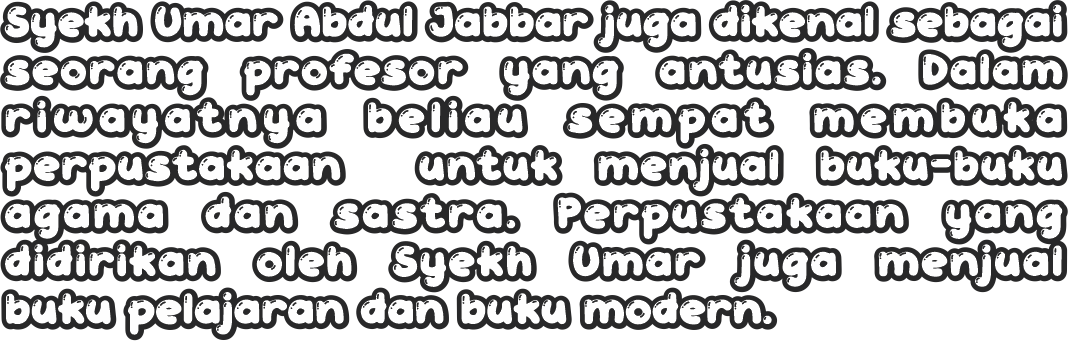 Syekh Umar Abdul Jabbar juga dikenal sebagai
seorang profesor yang antusias. Dalam
riwayatnya beliau sempat membuka
perpustakaan untuk menjual buku-buku
agama dan sastra. Perpustakaan yang
didirikan oleh Syekh Umar juga menjual
buku pelajaran dan buku modern.